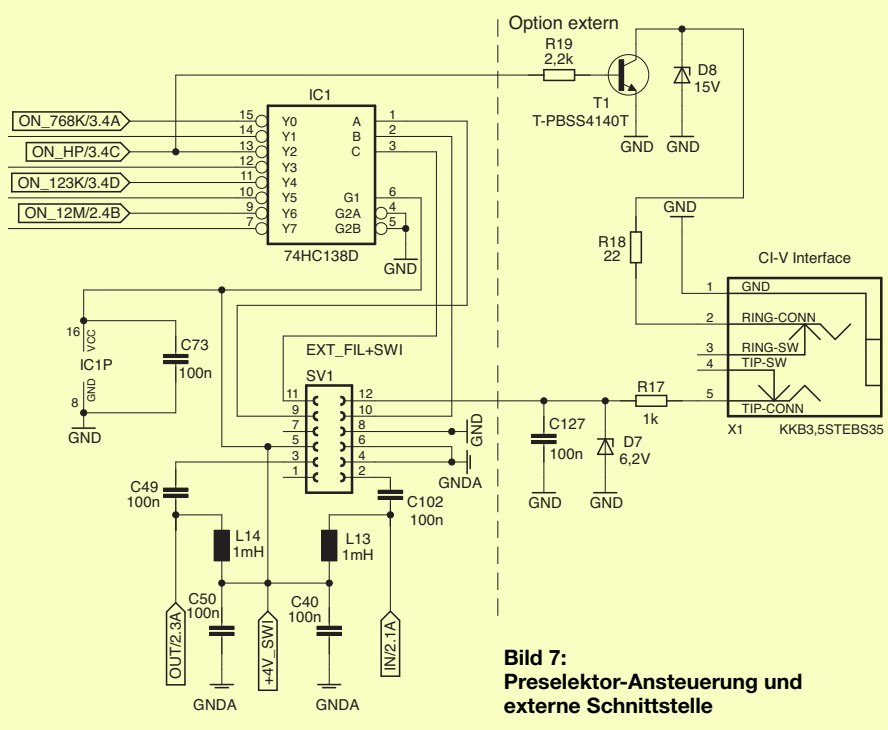 Option extern
R19
2,2k
D8
15V
T1
T-PBSS4140T
GND GND
IC1
ON_768K/3.4A 15 Y0 A 1
14 Y1 B 2
ON_HP/3.4C 13 Y2 C 3
12 Y3
ON_123K/3.4D 11 Y4
10 Y5 G1 6
ON_12M/2.4B 9 Y6 G2A 4
7 Y7 G2B 5
74HC138D
GND
GND
R18
22
CI-V Interface
1 GND
2 RING-CONN
3 RING-SW
4 TIP-SW
5 TIP-CONN
X1 KKB3,5STEBS35
16 VCC
IC1P
8 GND
GND
C73
100n
EXT_FIL+SWI
SV1
11 12
9 10
7 8
5 6
3 4
1 2
GND
GNDA
R17
1k
C127
100n
D7
6,2V
GND GND
C49
100n
C102
100n
L14
1mH
L13
1mH
C50
100n
C40
100n
OUT/2.3A
+4V_SWI
IN/2.1A
GNDA GNDA
Bild 7:
Preselektor-Ansteuerung und
externe Schnittstelle